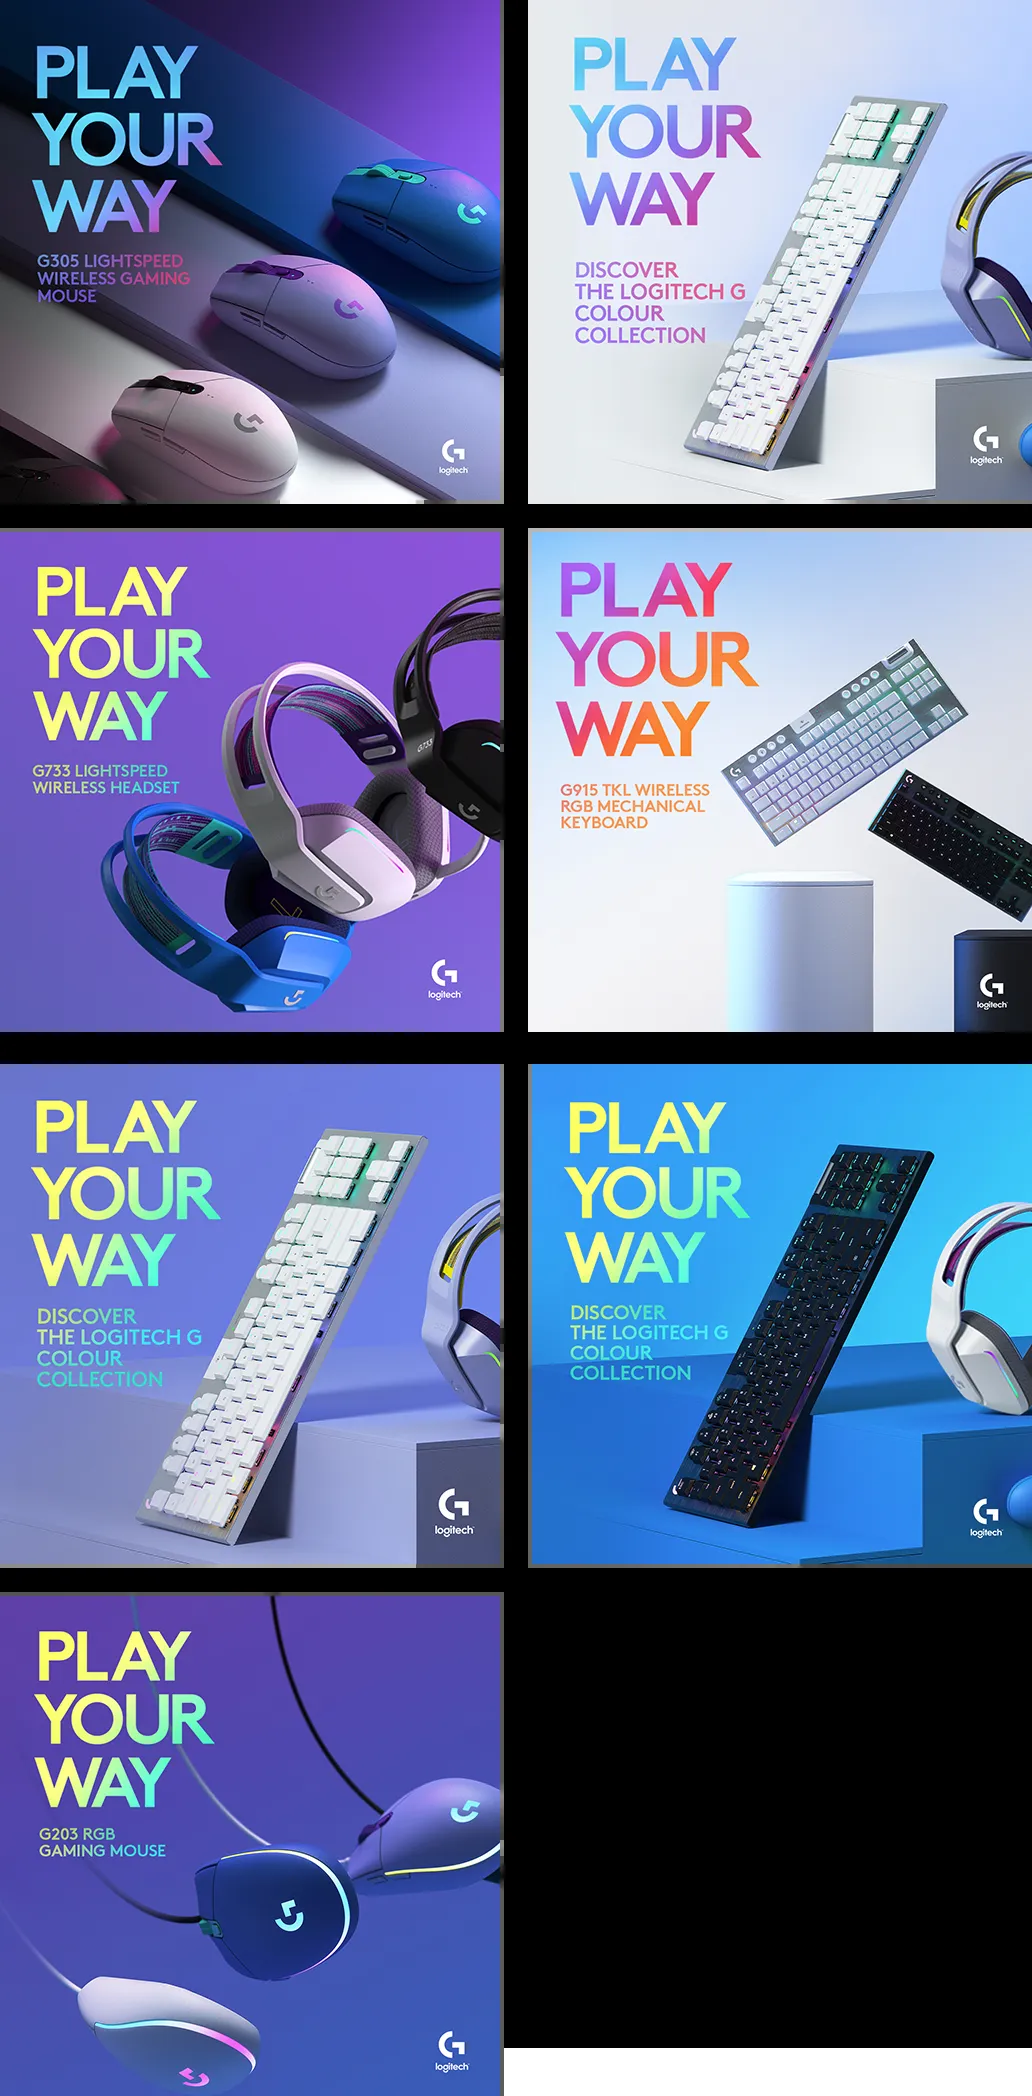 PLAY
YOUR
WAY
G305 LIGHTSPEED
WIRELESS GAMING
MOUSE
logitech
PLAY
YOUR
WAY
DISCOVER
THE LOGITECH G
COLOUR
COLLECTION
logitech
PLAY
YOUR
WAY
G733 LIGHTSPEED
WIRELESS HEADSET
G733
logitech
PLAY
YOUR
WAY
G915 TKL WIRELESS
RGB MECHANICAL
KEYBOARD
logitech
PLAY
YOUR
WAY
DISCOVER
THE LOGITECH G
COLOUR
COLLECTION
logitech
PLAY
YOUR
WAY
DISCOVER
THE LOGITECH G
COLOUR
COLLECTION
logitech
PLAY
YOUR
WAY
G203 RGB
GAMING MOUSE
logitech